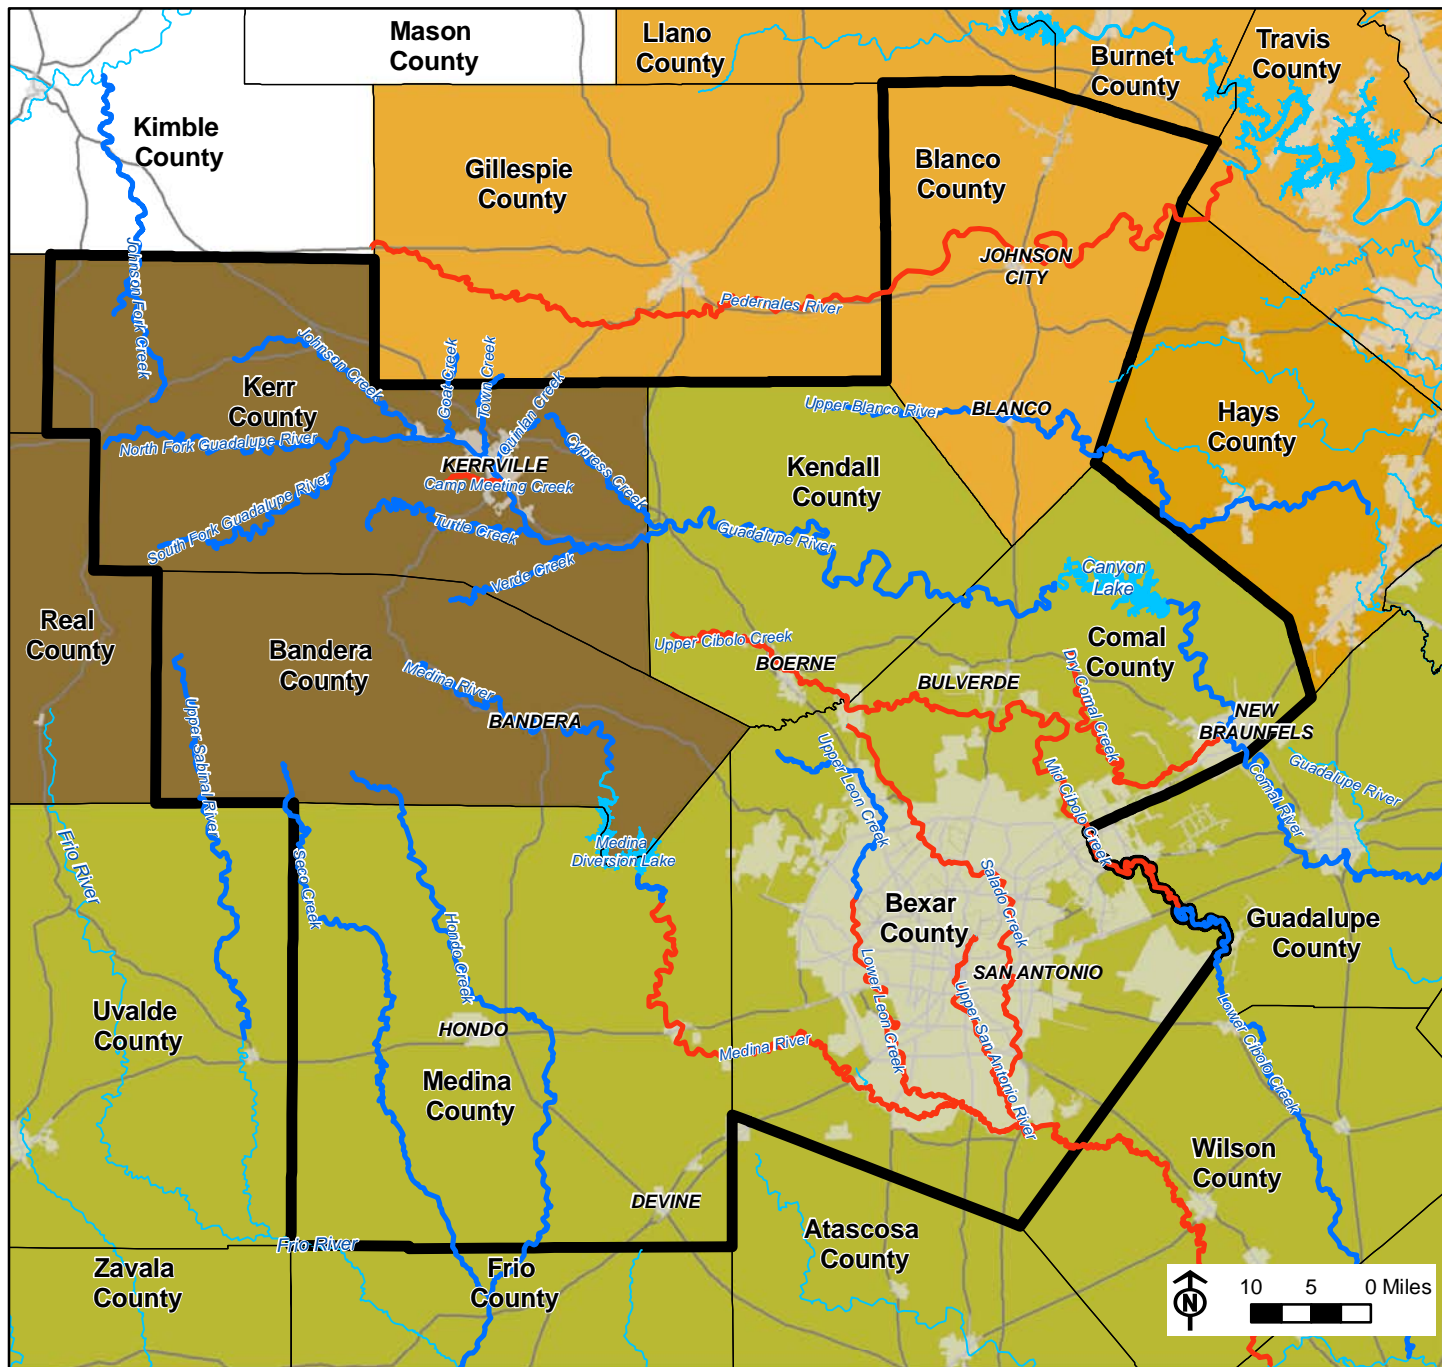 Mason
County
Llano
County
Burnet
County
Travis
County
Kimble
County
Gillespie
County
Blanco
County
JOHNSON
CITY
Pedernales River
Johnson Fork Creek
Johnson Creek
Goat Creek
Town Creek
Quinlan Creek
Kerr
County
Upper Blanco River
BLANCO
Hays
County
North Fork Guadalupe River
KERRVILLE
Camp Meeting Creek
Cypress Creek
Kendall
County
South Fork Guadalupe River
Turtle Creek
Guadalupe River
Verde Creek
Canyon
Lake
Real
County
Bandera
County
Upper Cibolo Creek
BOERNE
Comal
County
Dry Comal Creek
BULVERDE
Medina River
BANDERA
NEW
BRAUNFELS
Upper Sabinal River
Upper Leon Creek
Mid Cibolo Creek
Comal River
Guadalupe River
Frio River
Seco Creek
Medina
Diversion Lake
Hondo Creek
Salado Creek
Bexar
County
Guadalupe
County
SAN ANTONIO
Lower Leon Creek
Upper San Antonio River
Uvalde
County
HONDO
Medina River
Lower Cibolo Creek
Medina
County
Wilson
County
DEVINE
Atascosa
County
Frio River
Zavala
County
Frio
County
N
10 5 0 Miles